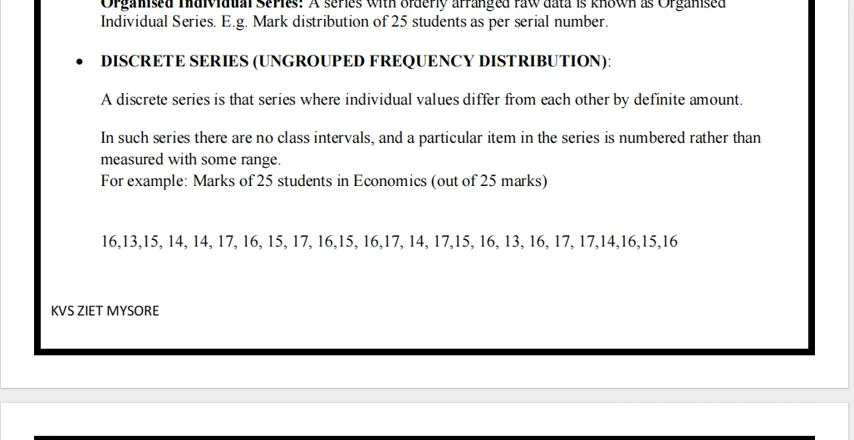 Organised Individual Series: A series with orderly arranged raw data is known as Organised
Individual Series. E.g. Mark distribution of 25 students as per serial number.
• DISCRETE SERIES (UNGROUPED FREQUENCY DISTRIBUTION):
A discrete series is that series where individual values differ from each other by definite amount.
In such series there are no class intervals, and a particular item in the series is numbered rather than
measured with some range.
For example: Marks of 25 students in Economics (out of 25 marks)
16,13,15, 14, 14, 17, 16, 15, 17, 16,15, 16,17, 14, 17,15, 16, 13, 16, 17, 17,14,16,15,16
KVS ZIET MYSORE